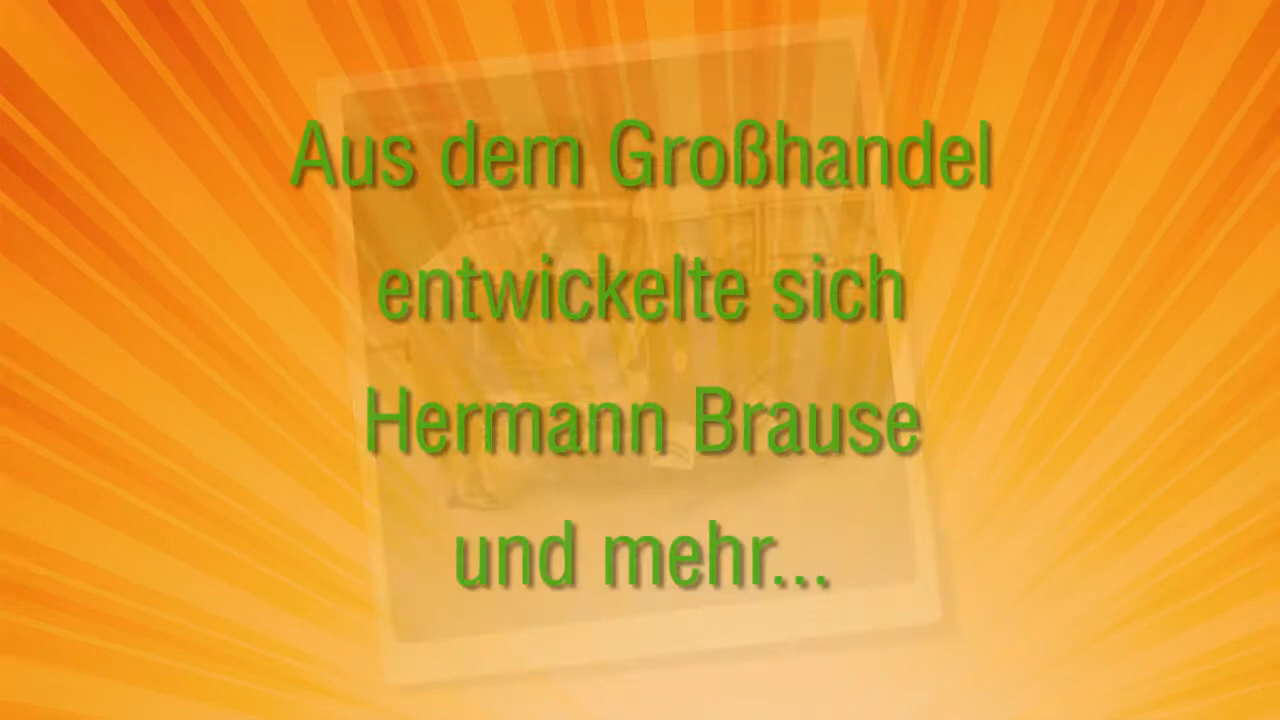 Aus dem Großhandel
entwickelte sich
Hermann Brause
und mehr...